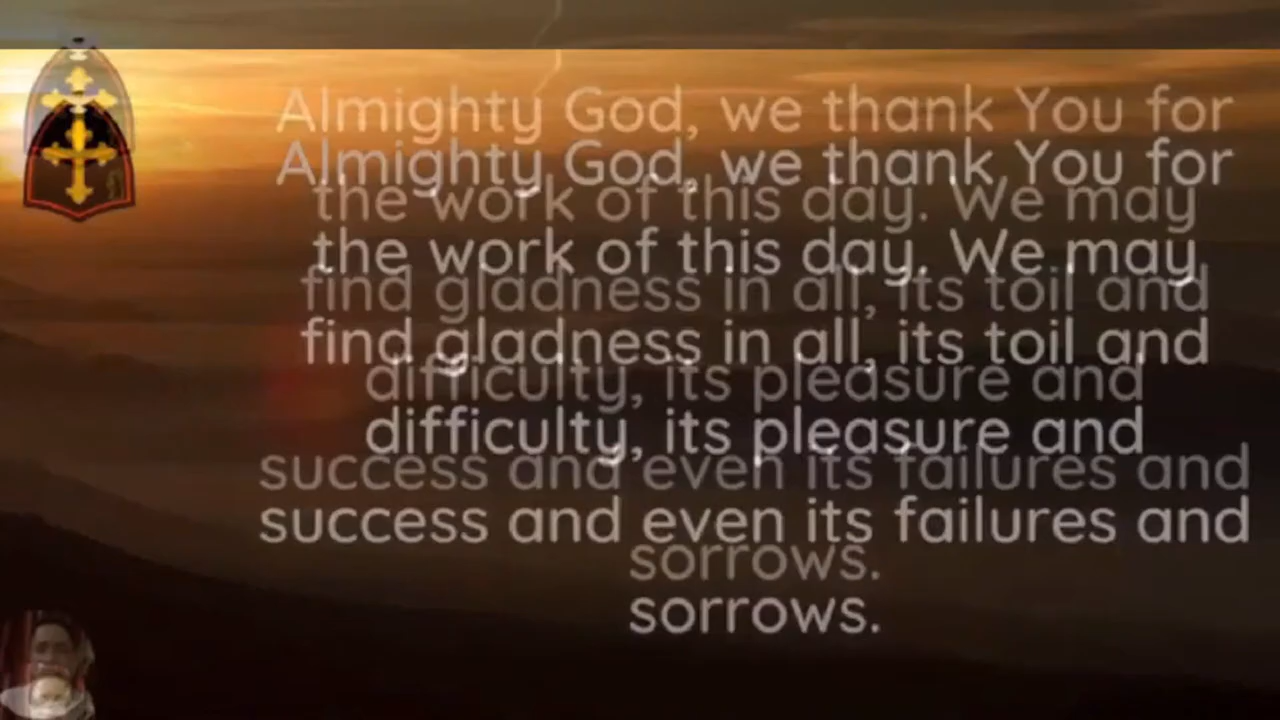 Almighty God, we thank You for
Almighty God, we thank You for
the work of this day. We may
the work of this day. We may
find gladness in all, its toil and
find gladness in all, its toil and
difficulty, its pleasure and
difficulty, its pleasure and
success and even its failures and
success and even its failures and
sorrows.
sorrows.